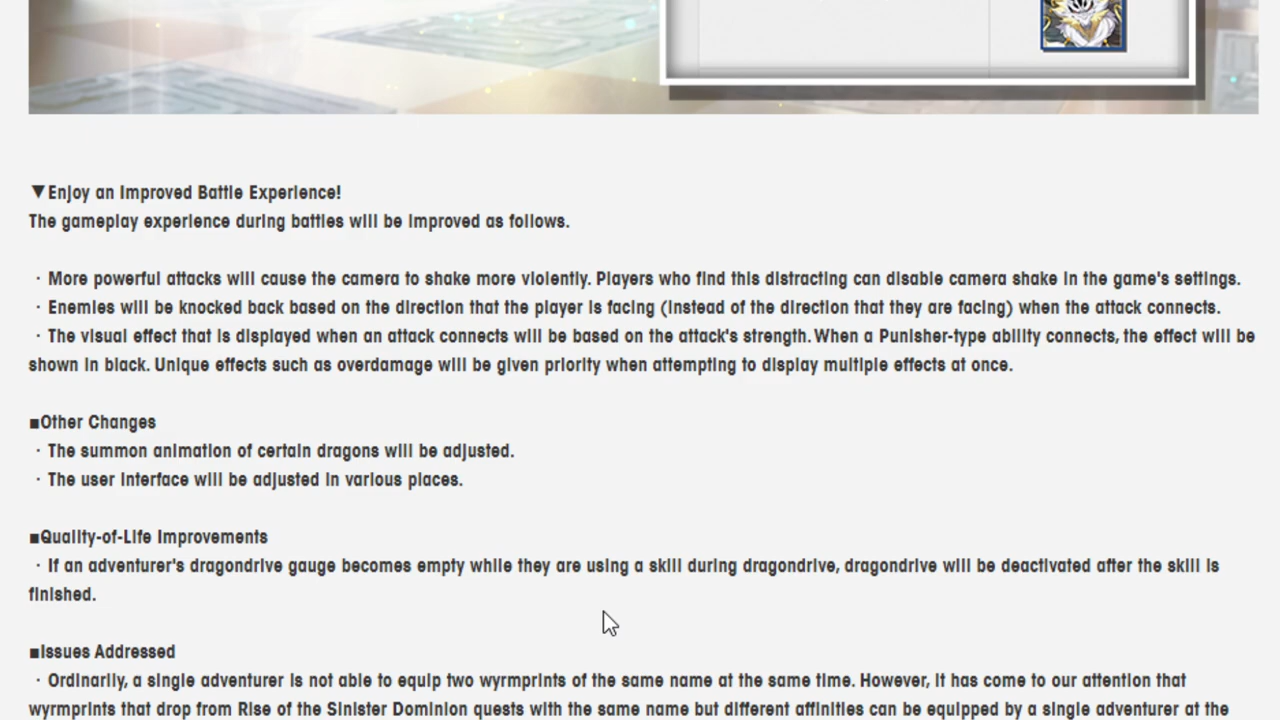 ▼Enjoy an Improved Battle Experience!
The gameplay experience during battles will be improved as follows.
・More powerful attacks will cause the camera to shake more violently. Players who find this distracting can disable camera shake in the game's settings.
・Enemies will be knocked back based on the direction that the player is facing (instead of the direction that they are facing) when the attack connects.
・The visual effect that is displayed when an attack connects will be based on the attack's strength. When a Punisher-type ability connects, the effect will be
shown in black. Unique effects such as overdamage will be given priority when attempting to display multiple effects at once.
■Other Changes
・The summon animation of certain dragons will be adjusted.
・The user interface will be adjusted in various places.
■Quality-of-Life Improvements
・If an adventurer's dragondrive gauge becomes empty while they are using a skill during dragondrive, dragondrive will be deactivated after the skill is
finished.
■Issues Addressed
・Ordinarily, a single adventurer is not able to equip two wyrmprints of the same name at the same time. However, it has come to our attention that
wyrmprints that drop from Rise of the Sinister Dominion quests with the same name but different affinities can be equipped by a single adventurer at the